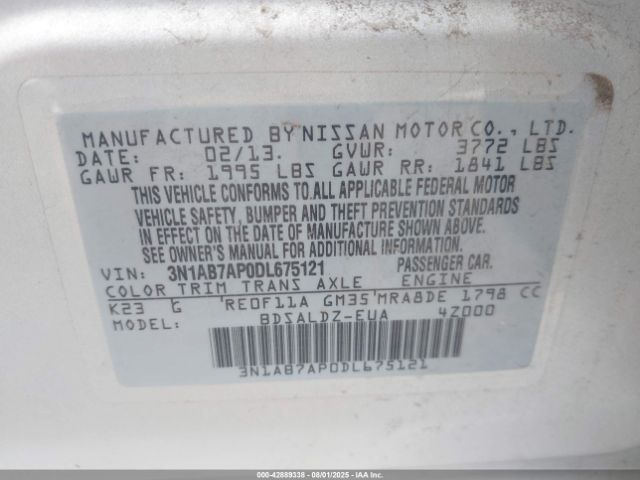 MANUFACTURED BY NISSAN MOTOR CO., LTD.
DATE: 02/13. GVWR: 3772 LBS
GAWR FR: 1995 LBS GAWR RR: 1841 LBS
THIS VEHICLE CONFORMS TO ALL APPLICABLE FEDERAL MOTOR
VEHICLE SAFETY, BUMPER AND THEFT PREVENTION STANDARDS
IN EFFECT ON THE DATE OF MANUFACTURE SHOWN ABOVE.
SEE OWNER'S MANUAL FOR ADDITIONAL INFORMATION.
VIN: 3N1AB7AP0DL675121 PASSENGER CAR.
COLOR TRIM TRANS AXLE ENGINE
K23 G 'RE0F11A GM35'MRA8DE 1798 CC
MODEL: BDSALDZ-EUA 4Z000
3N1AB7AP0DL675121
000-42889338 - 08/01/2025 - IAAI.com